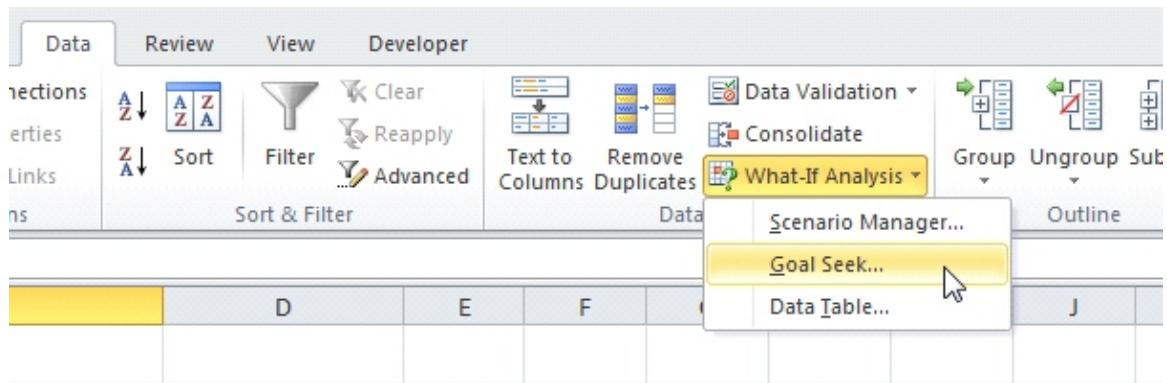 Data Review View Developer
nections Clear Data Validation
erties Reapply Consolidate
Links Sort Filter Advanced Text to Columns Remove Duplicates What-If Analysis Group Ungroup Sub
ns Sort & Filter Data Outline
Scenario Manager...
Goal Seek...
Data Table...
D E F J